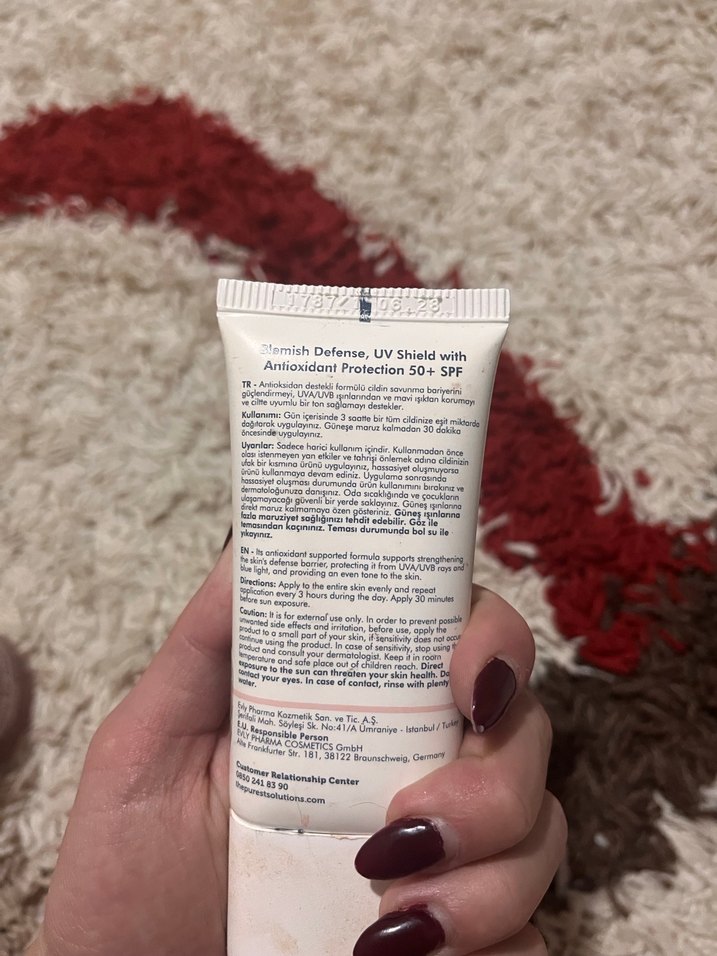 1787/1 06.28
Blemish Defense, UV Shield with
Antioxidant Protection 50+ SPF
TR - Antioksidan destekli formülü cildin savunma bariyerini
güçlendirmeyi, UVA/UVB ışınlarından ve mavi ışıktan korumayı
ve ciltte uyumlu bir ton sağlamayı destekler.
Kullanımı: Gün içerisinde 3 saatte bir tüm cildinize eşit miktarda
dağıtarak uygulayınız. Güneşe maruz kalmadan 30 dakika
öncesinde uygulayınız.
Uyarılar: Sadece harici kullanım içindir. Kullanmadan önce
olası istenmeyen yan etkiler ve tahrişi önlemek adına cildinizin
ufak bir kısmına ürünü uygulayınız, hassasiyet oluşmuyorsa
ürünü kullanmaya devam ediniz. Uygulama sonrasında
hassasiyet oluşması durumunda ürün kullanımını bırakınız ve
dermatoloğunuza danışınız. Oda sıcaklığında ve çocukların
ulaşamayacağı güvenli bir yerde saklayınız. Güneş ışınlarına
direkt maruz kalmamaya özen gösteriniz. Güneş ışınlarına
fazla maruziyet sağlığınızı tehdit edebilir. Göz ile
temasından kaçınınız. Teması durumunda bol su ile
yıkayınız.
EN - Its antioxidant supported formula supports strengthening
the skin's defense barrier, protecting it from UVA/UVB rays and
blue light, and providing an even tone to the skin.
Directions: Apply to the entire skin evenly and repeat
application every 3 hours during the day. Apply 30 minutes
before sun exposure.
Caution: It is for external use only. In order to prevent possible
unwanted side effects and irritation, before use, apply the
product to a small part of your skin, if sensitivity does not occur
continue using the product. In case of sensitivity, stop using
product and consult your dermatologist. Keep it in room
temperature and safe place out of children reach. Direct
exposure to the sun can threaten your skin health. Do
contact your eyes. In case of contact, rinse with plenty
water.
Evly Pharma Kozmetik San. ve Tic. A.Ş.
Şerifali Mah. Söyleşi Sk. No:41/A Ümraniye - Istanbul / Turkey
E.U. Responsible Person
EVLY PHARMA COSMETICS GmbH
Alte Frankfurter Str. 181, 38122 Braunschweig, Germany
Customer Relationship Center
0850 241 83 90
thepurestsolutions.com